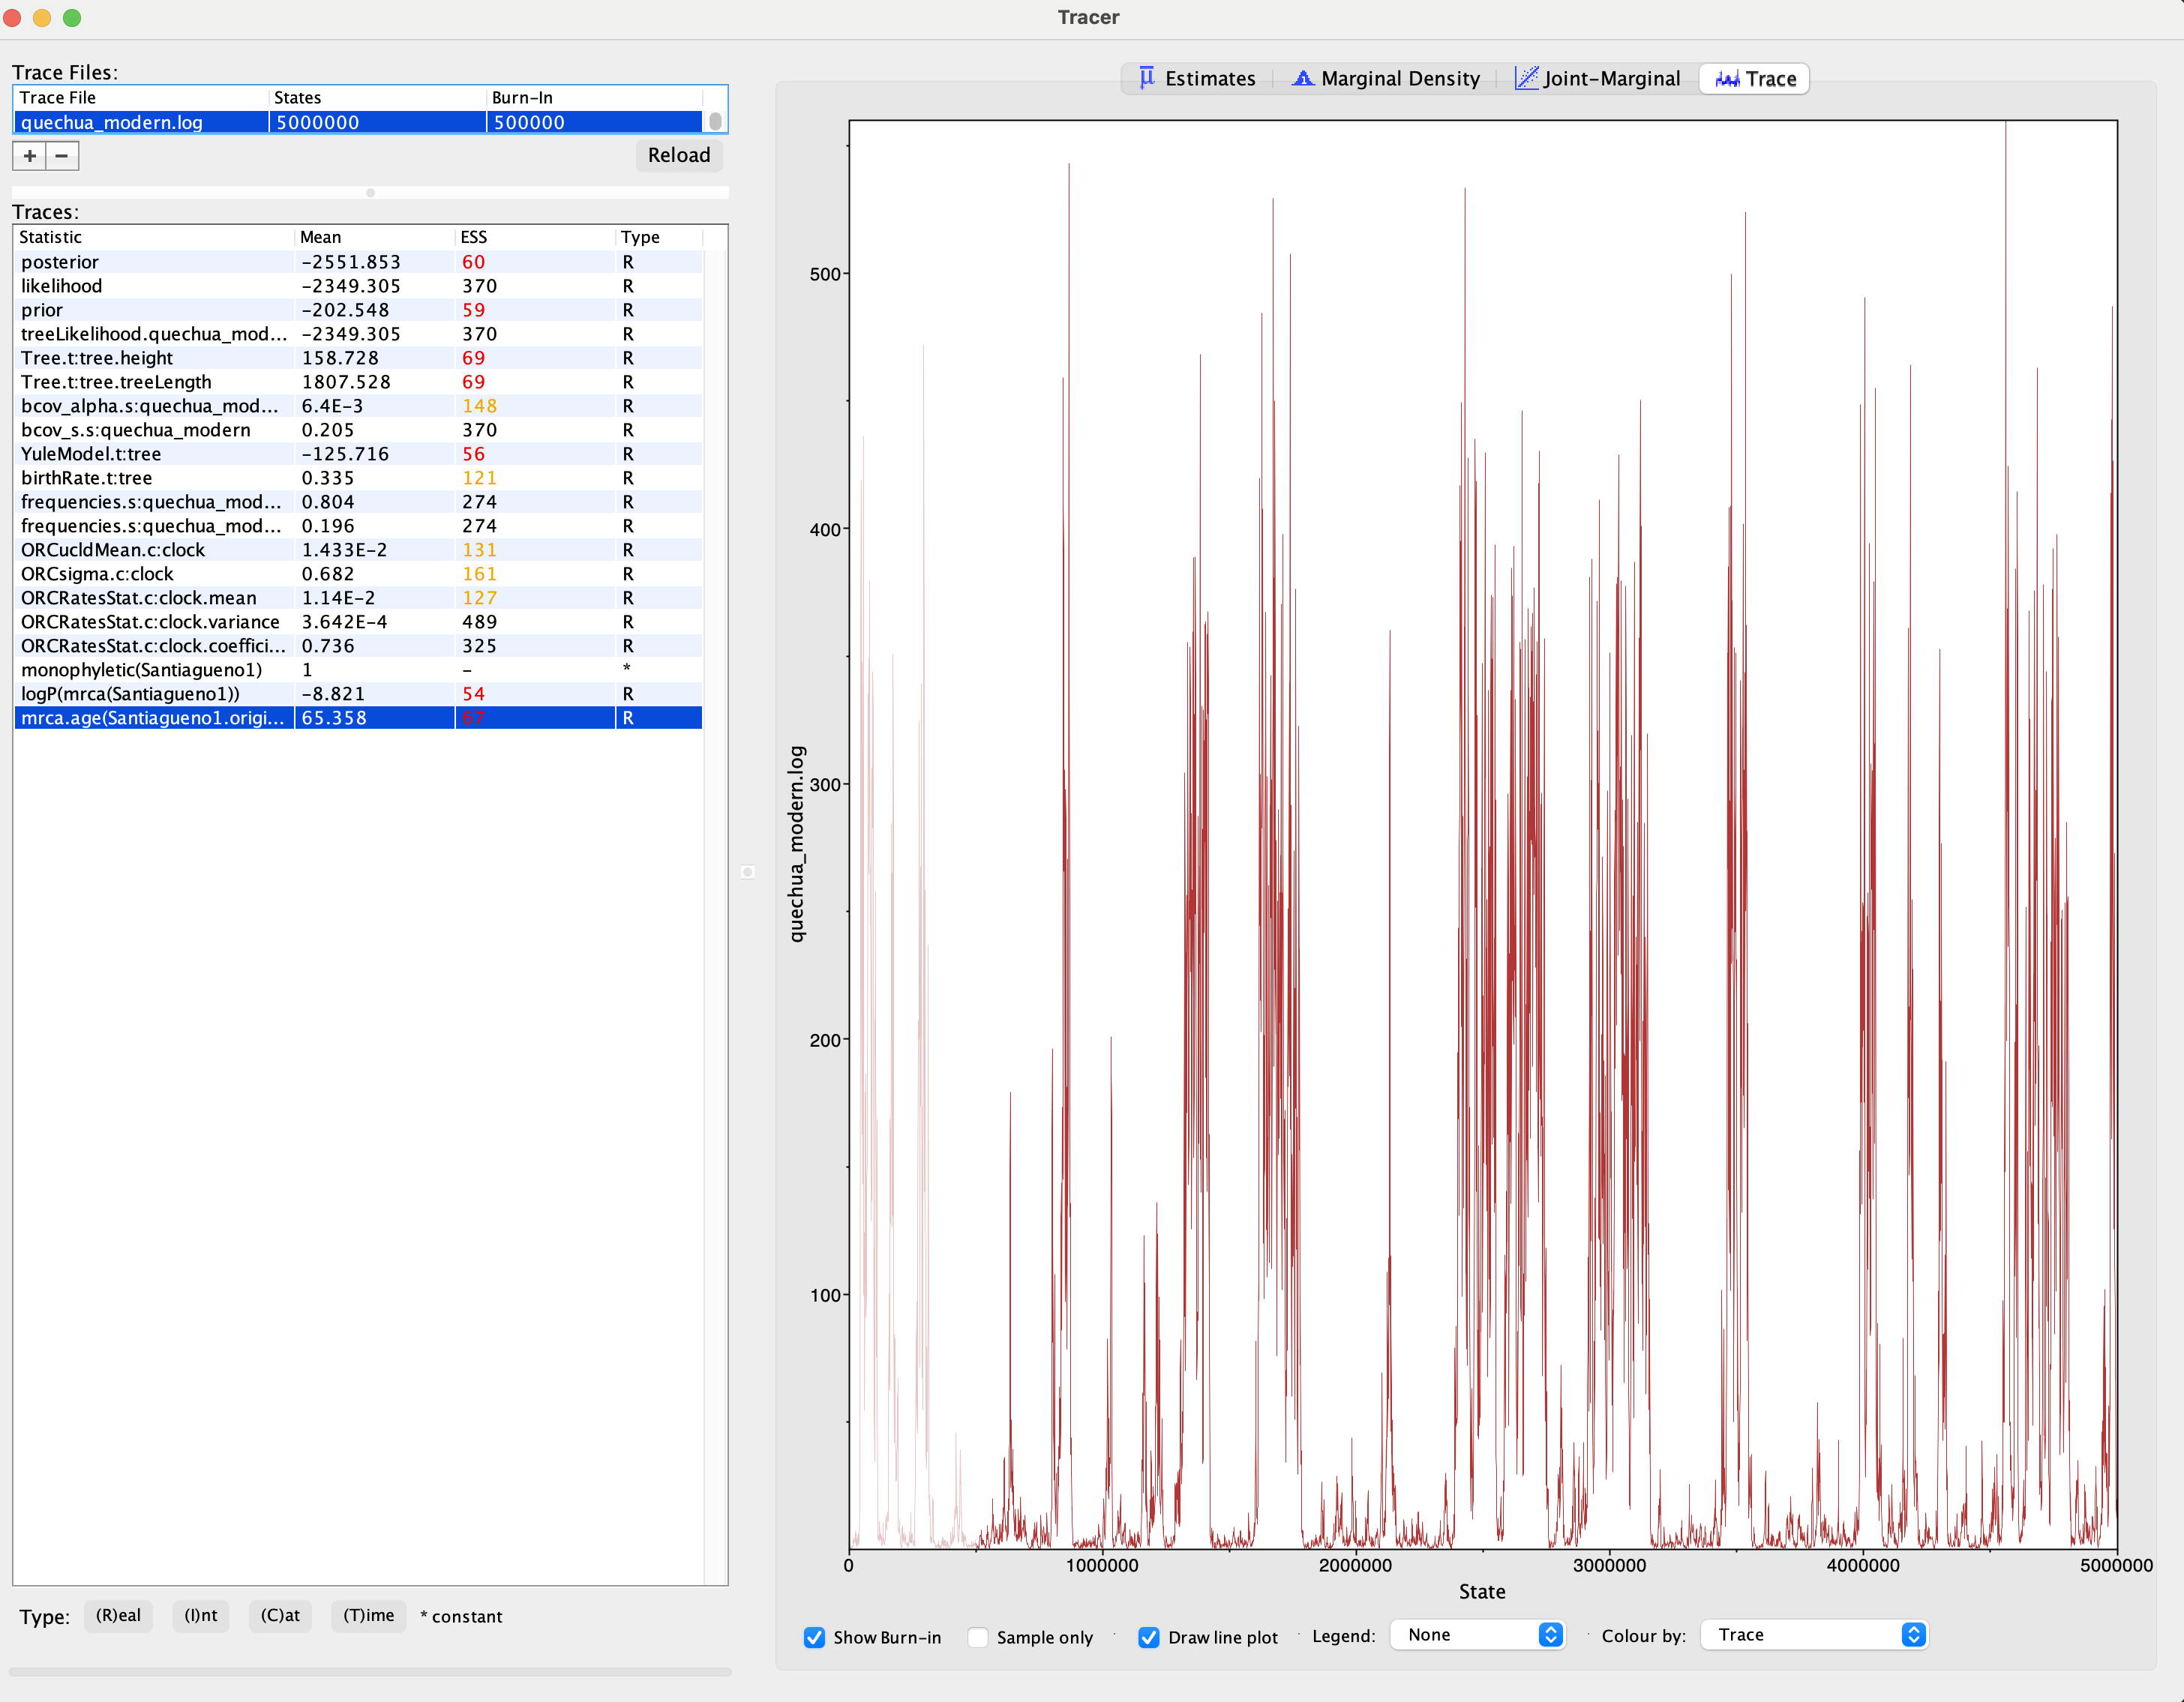 Tracer
Trace Files:
Trace File States Burn-In
quechua_modern.log 5000000 500000
+ − Reload
Traces:
Statistic Mean ESS Type
posterior -2551.853 60 R
likelihood -2349.305 370 R
prior -202.548 59 R
treeLikelihood.quechua_mod... -2349.305 370 R
Tree.t:tree.height 158.728 69 R
Tree.t:tree.treeLength 1807.528 69 R
bcov_alpha.s:quechua_mod... 6.4E-3 148 R
bcov_s.s:quechua_modern 0.205 370 R
YuleModel.t:tree -125.716 56 R
birthRate.t:tree 0.335 121 R
frequencies.s:quechua_mod... 0.804 274 R
frequencies.s:quechua_mod... 0.196 274 R
ORCucldMean.c:clock 1.433E-2 131 R
ORCsigma.c:clock 0.682 161 R
ORCRatesStat.c:clock.mean 1.14E-2 127 R
ORCRatesStat.c:clock.variance 3.642E-4 489 R
ORCRatesStat.c:clock.coeffici... 0.736 325 R
monophyletic(Santiagueno1) 1 - *
logP(mrca(Santiagueno1)) -8.821 54 R
mrca.age(Santiagueno1.origi... 65.358 67 R
Type: (R)eal (I)nt (C)at (T)ime * constant
Estimates Marginal Density Joint-Marginal Trace
500
400
300
200
100
quechua_modern.log
0 1000000 2000000 3000000 4000000 5000000
State
Show Burn-in Sample only Draw line plot Legend: None Colour by: Trace